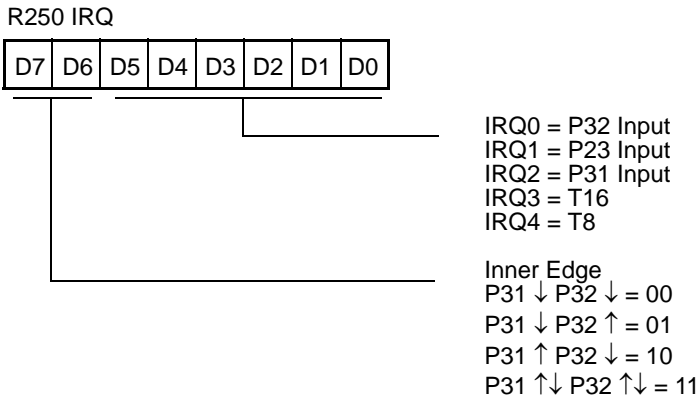 R250 IRQ
D7 D6 D5 D4 D3 D2 D1 D0
IRQ0 = P32 Input
IRQ1 = P23 Input
IRQ2 = P31 Input
IRQ3 = T16
IRQ4 = T8
Inner Edge
P31 ↓ P32 ↓ = 00
P31 ↓ P32 ↑ = 01
P31 ↑ P32 ↓ = 10
P31 ↑↓ P32 ↑↓ = 11